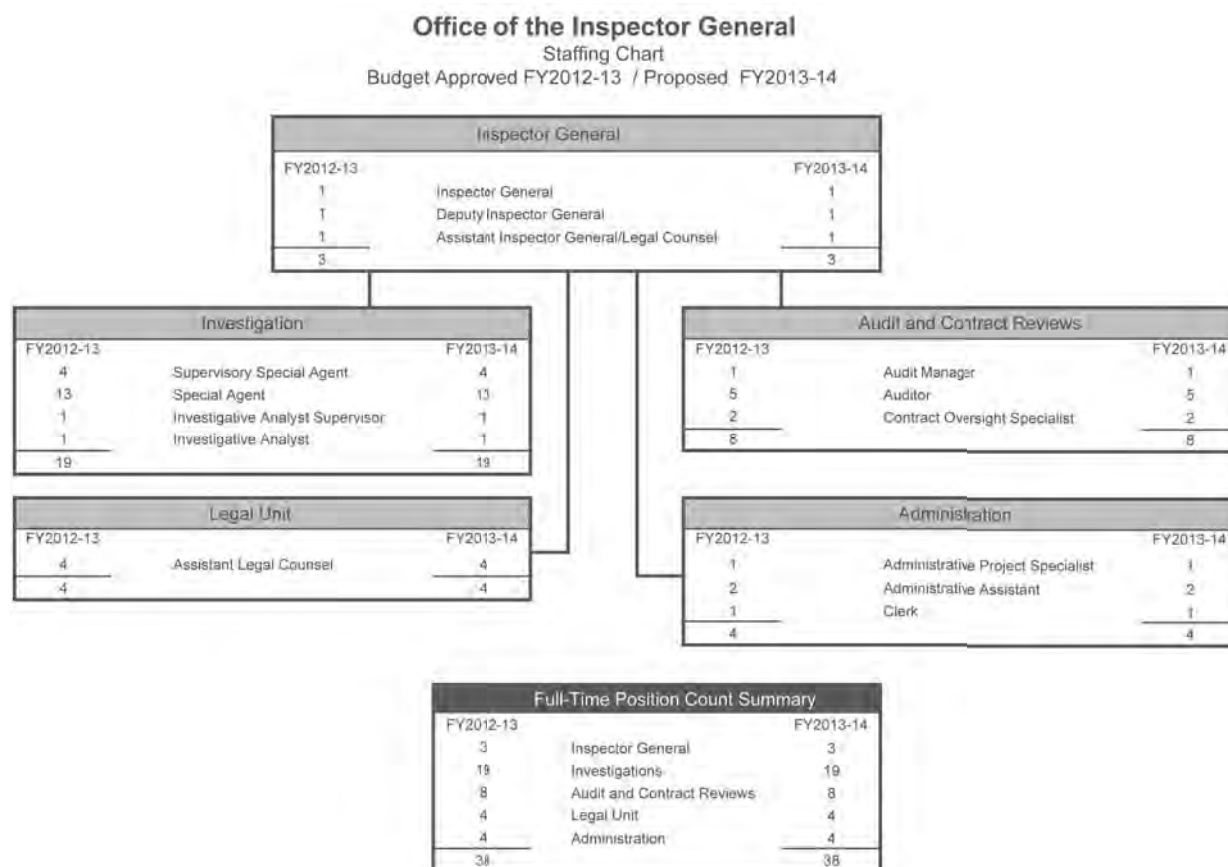 Office of the Inspector General
Staffing Chart
Budget Approved FY2012-13 / Proposed FY2013-14
Inspector General
FY2012-13 FY2013-14
1 Inspector General 1
1 Deputy Inspector General 1
1 Assistant Inspector General/Legal Counsel 1
3 3
Investigation
FY2012-13 FY2013-14
4 Supervisory Special Agent 4
13 Special Agent 13
1 Investigative Analyst Supervisor 1
1 Investigative Analyst 1
19 19
Audit and Contract Reviews
FY2012-13 FY2013-14
1 Audit Manager 1
5 Auditor 5
2 Contract Oversight Specialist 2
8 8
Legal Unit
FY2012-13 FY2013-14
4 Assistant Legal Counsel 4
4 4
Administration
FY2012-13 FY2013-14
1 Administrative Project Specialist 1
2 Administrative Assistant 2
1 Clerk 1
4 4
Full-Time Position Count Summary
FY2012-13 FY2013-14
3 Inspector General 3
19 Investigations 19
8 Audit and Contract Reviews 8
4 Legal Unit 4
4 Administration 4
38 38